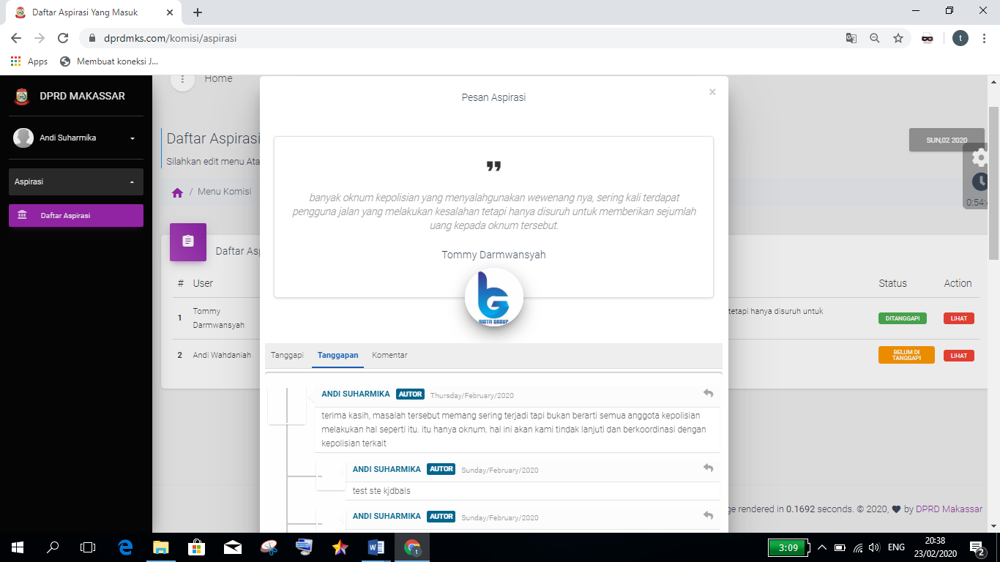 Daftar Aspirasi Yang Masuk
dprdmks.com/komisi/aspirasi
t
Apps
Membuat koneksi J...
DPRD MAKASSAR
Andi Suharmika
Aspirasi
Daftar Aspirasi
Home
Daftar Aspirasi
Silahkan edit menu Ata
SUN,02 2020
/ Menu Komisi
0:54:
Daftar Asp
# User
Status
Action
1 Tommy
Darmwansyah
tetapi hanya disuruh untuk
DITANGGAPI
LIHAT
2 Andi Wahdaniah
BELUM DI
TANGGAPI
LIHAT
Pesan Aspirasi
×
banyak oknum kepolisian yang menyalahgunakan wewenang nya, sering kali terdapat
pengguna jalan yang melakukan kesalahan tetapi hanya disuruh untuk memberikan sejumlah
uang kepada oknum tersebut.
Tommy Darmwansyah
BIOTA GROUP
Tanggapi
Tanggapan
Komentar
ANDI SUHARMIKA AUTOR Thursday/February/2020
terima kasih, masalah tersebut memang sering terjadi tapi bukan berarti semua anggota kepolisian
melakukan hal seperti itu. itu hanya oknum. hal ini akan kami tindak lanjuti dan berkoordinasi dengan
kepolisian terkait
ANDI SUHARMIKA AUTOR Sunday/February/2020
test ste kjdbals
ANDI SUHARMIKA AUTOR Sunday/February/2020
ge rendered in 0.1692 seconds. © 2020, by DPRD Makassar
3:09
ENG
20:38
23/02/2020
2